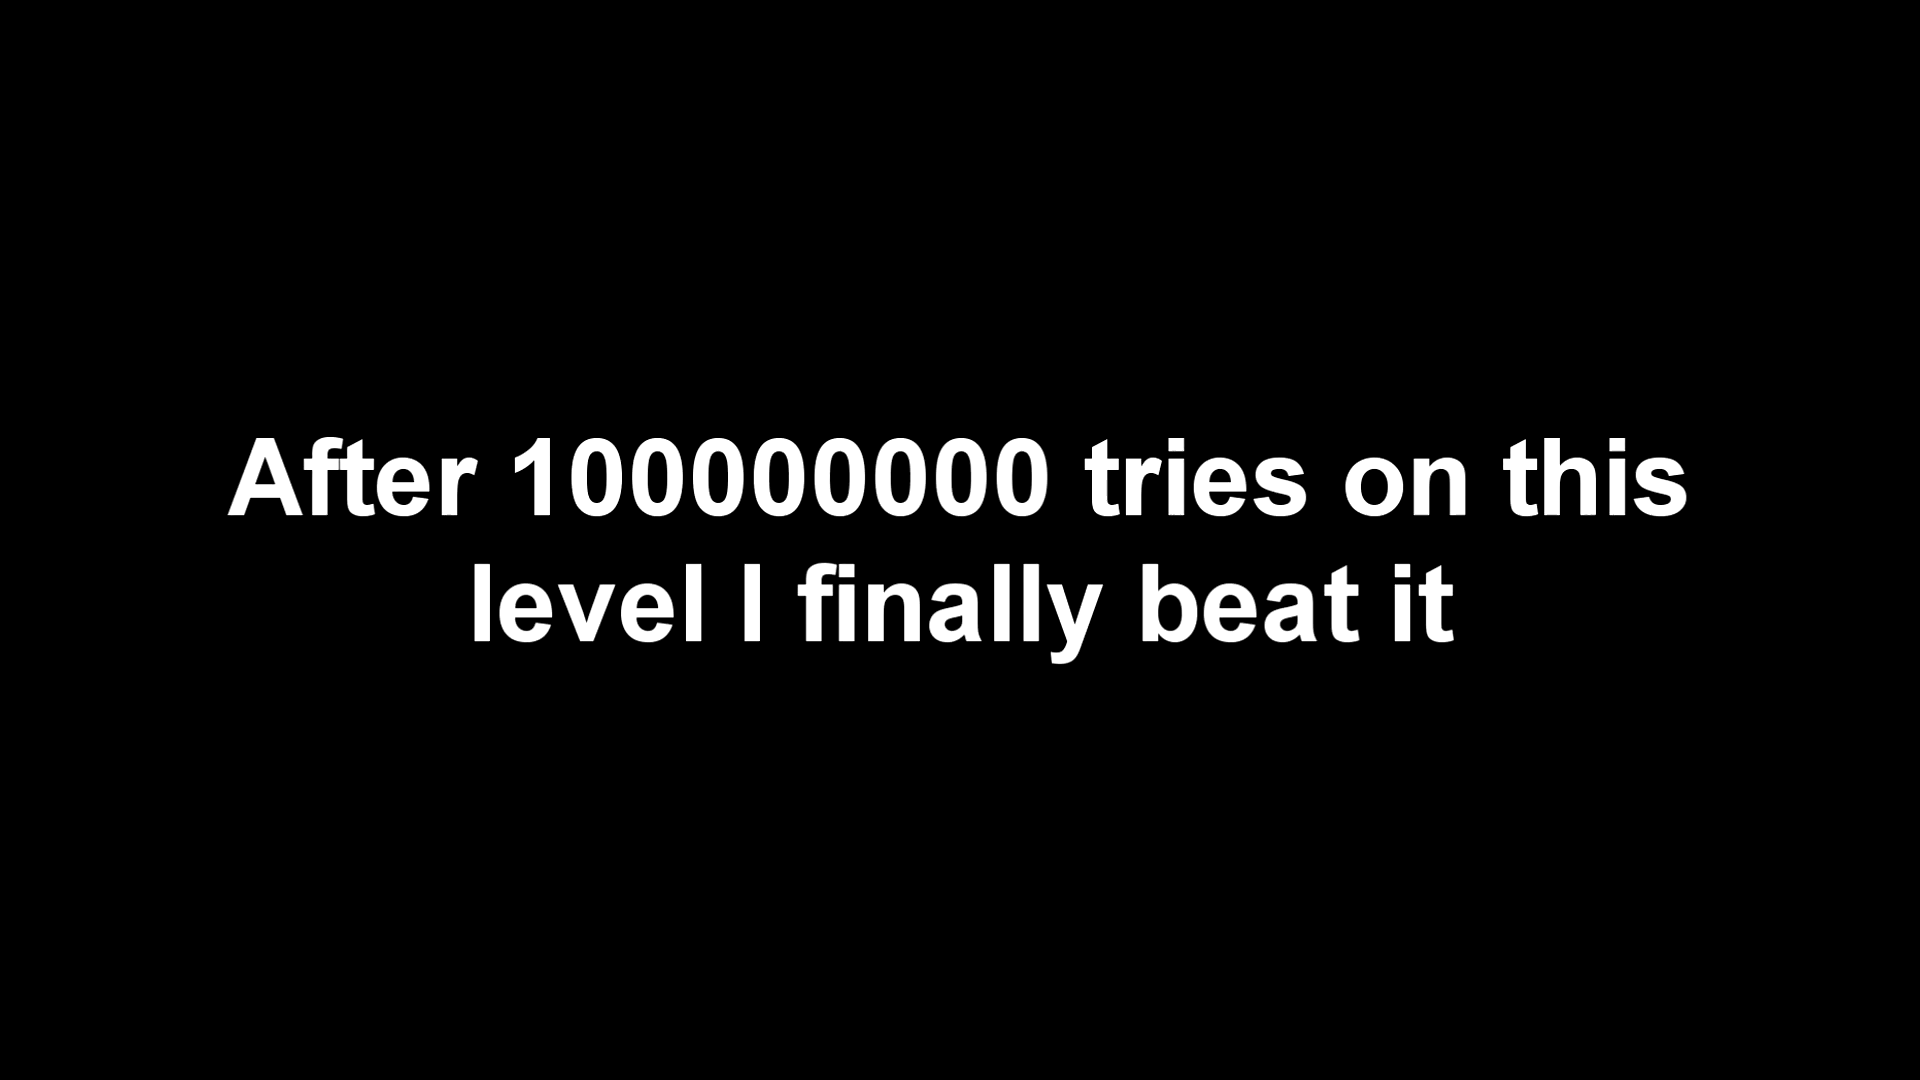 After 100000000 tries on this
level I finally beat it